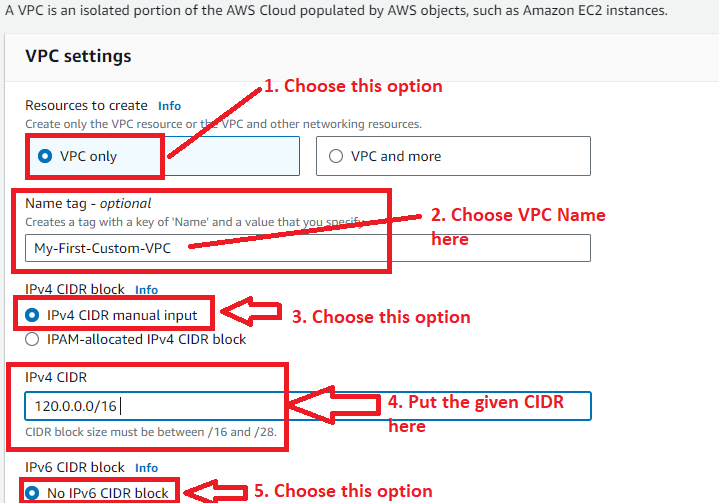 A VPC is an isolated portion of the AWS Cloud populated by AWS objects, such as Amazon EC2 instances.
VPC settings
1. Choose this option
Resources to create Info
Create only the VPC resource or the VPC and other networking resources.
VPC only
VPC and more
Name tag - optional
Creates a tag with a key of 'Name' and a value that you specify.
2. Choose VPC Name
here
My-First-Custom-VPC
IPv4 CIDR block Info
IPv4 CIDR manual input
3. Choose this option
IPAM-allocated IPv4 CIDR block
IPv4 CIDR
120.0.0.0/16
4. Put the given CIDR
here
CIDR block size must be between /16 and /28.
IPv6 CIDR block Info
No IPv6 CIDR block
5. Choose this option